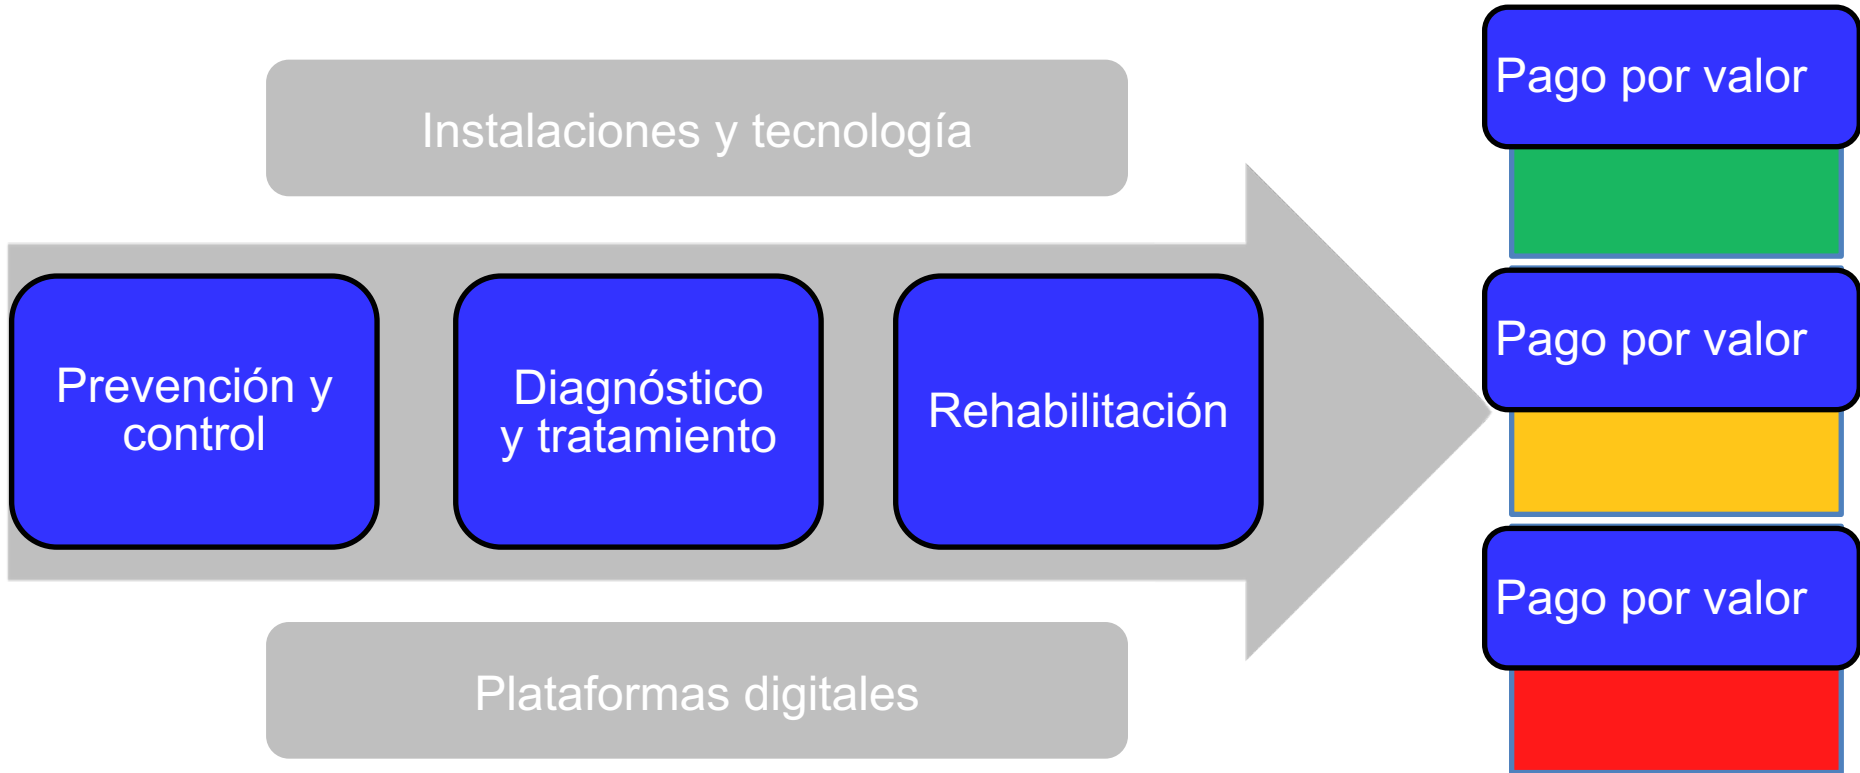 Instalaciones y tecnología
Prevención y
control
Diagnóstico
y tratamiento
Rehabilitación
Plataformas digitales
Pago por valor
Pago por valor
Pago por valor